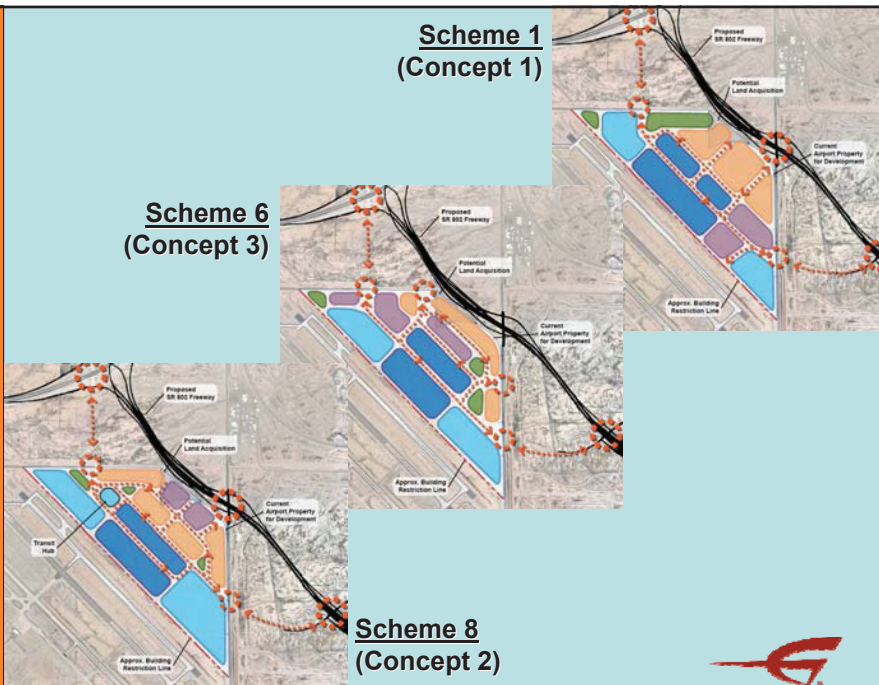 Scheme 1
(Concept 1)
Proposed
SR 802 Freeway
Potential
Land Acquisition
Current
Airport Property
for Development
Approx. Building
Restriction Line
Scheme 6
(Concept 3)
Proposed
SR 802 Freeway
Potential
Land Acquisition
Current
Airport Property
for Development
Approx. Building
Restriction Line
Proposed
SR 802 Freeway
Potential
Land Acquisition
Current
Airport Property
for Development
Transit
Hub
Approx. Building
Restriction Line
Scheme 8
(Concept 2)